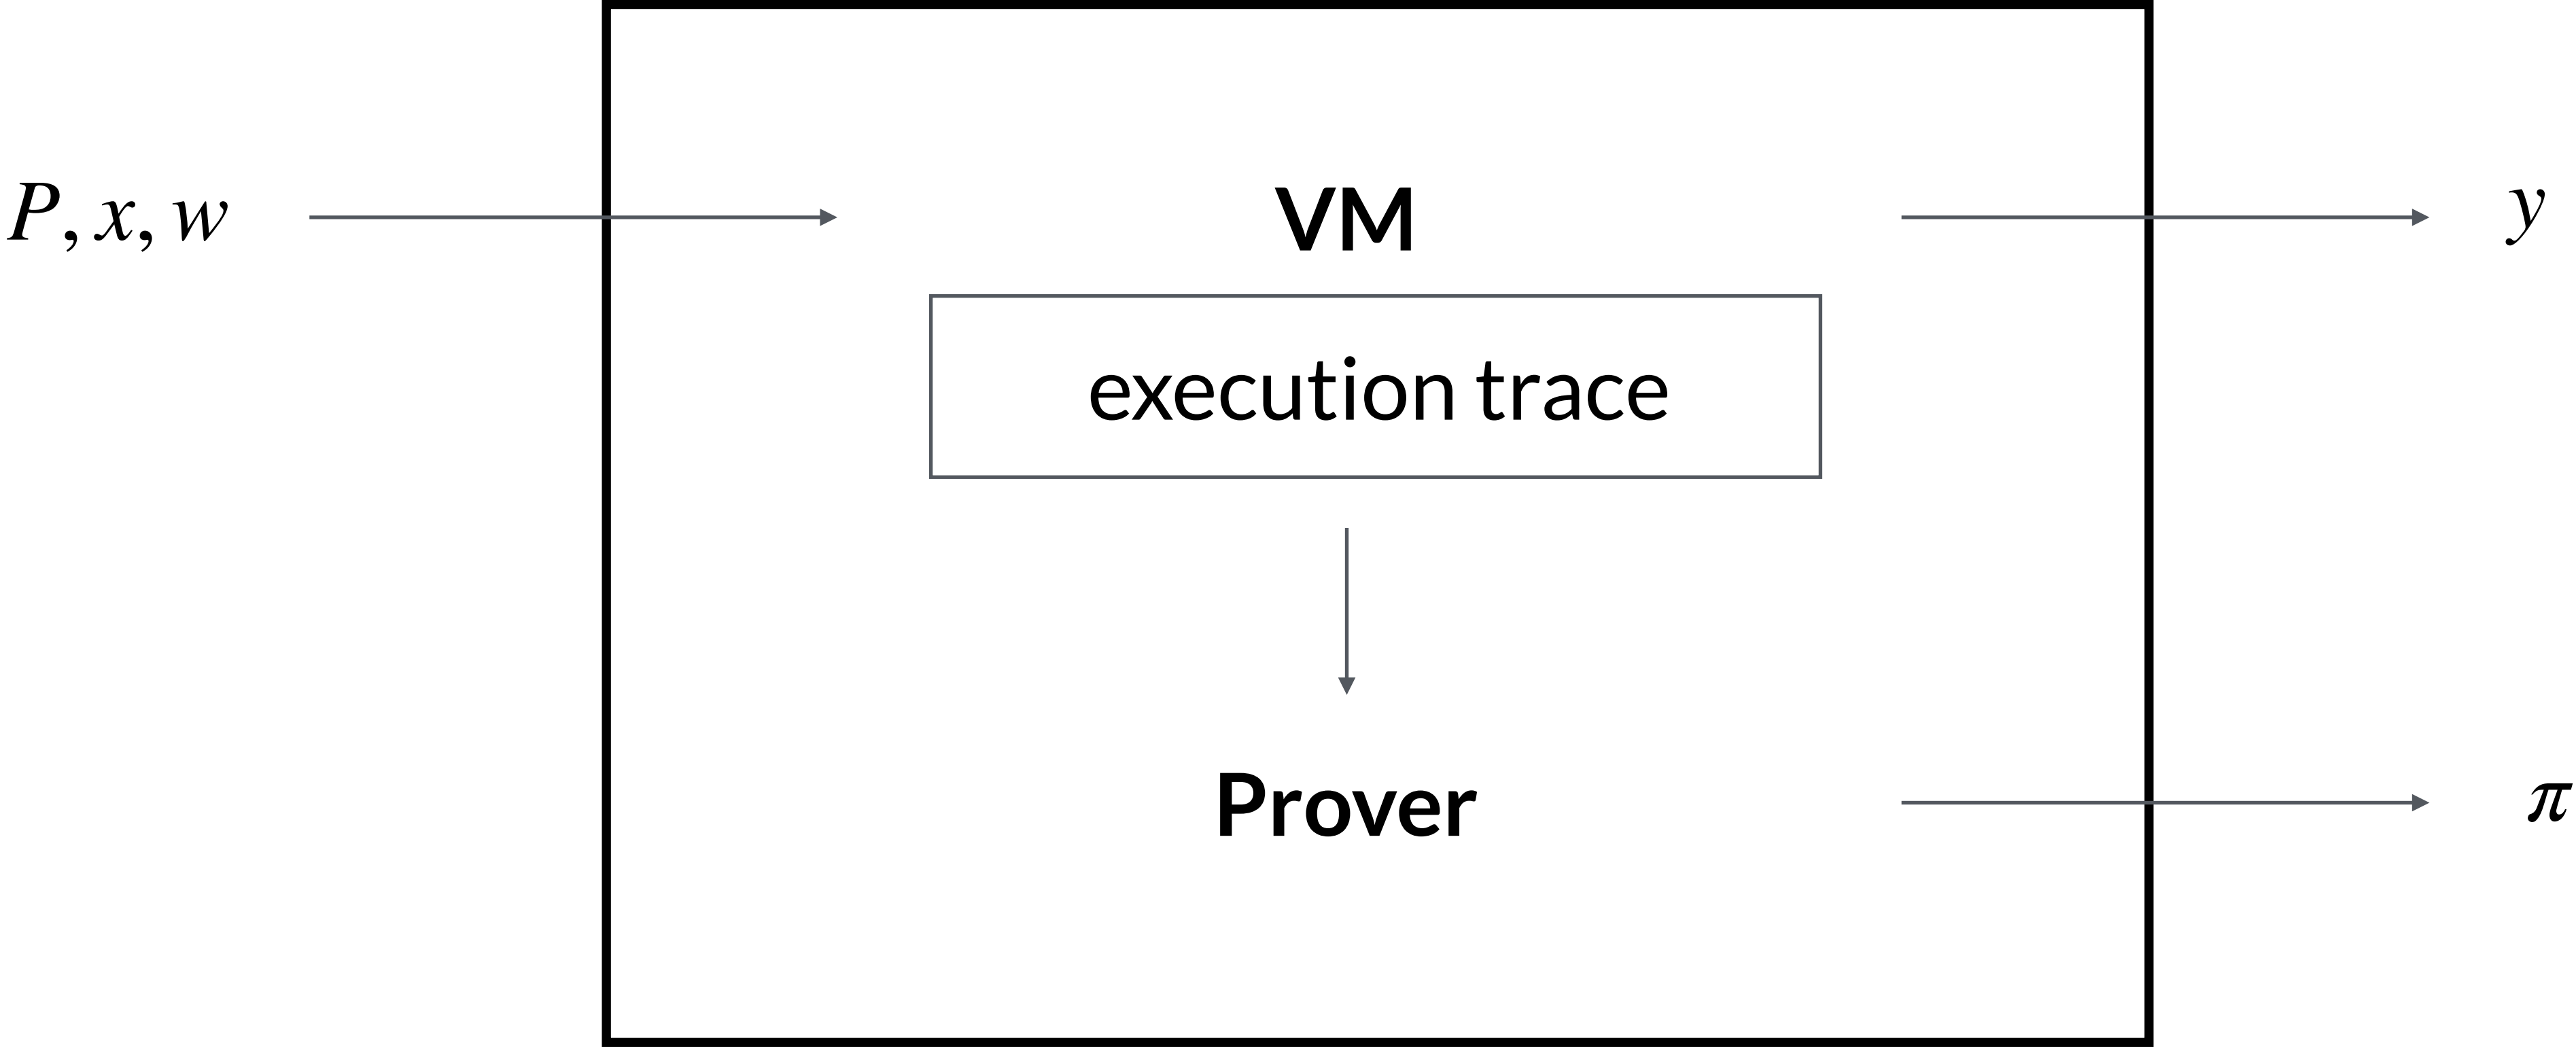 P, x, w
VM
y
execution trace
Prover
π